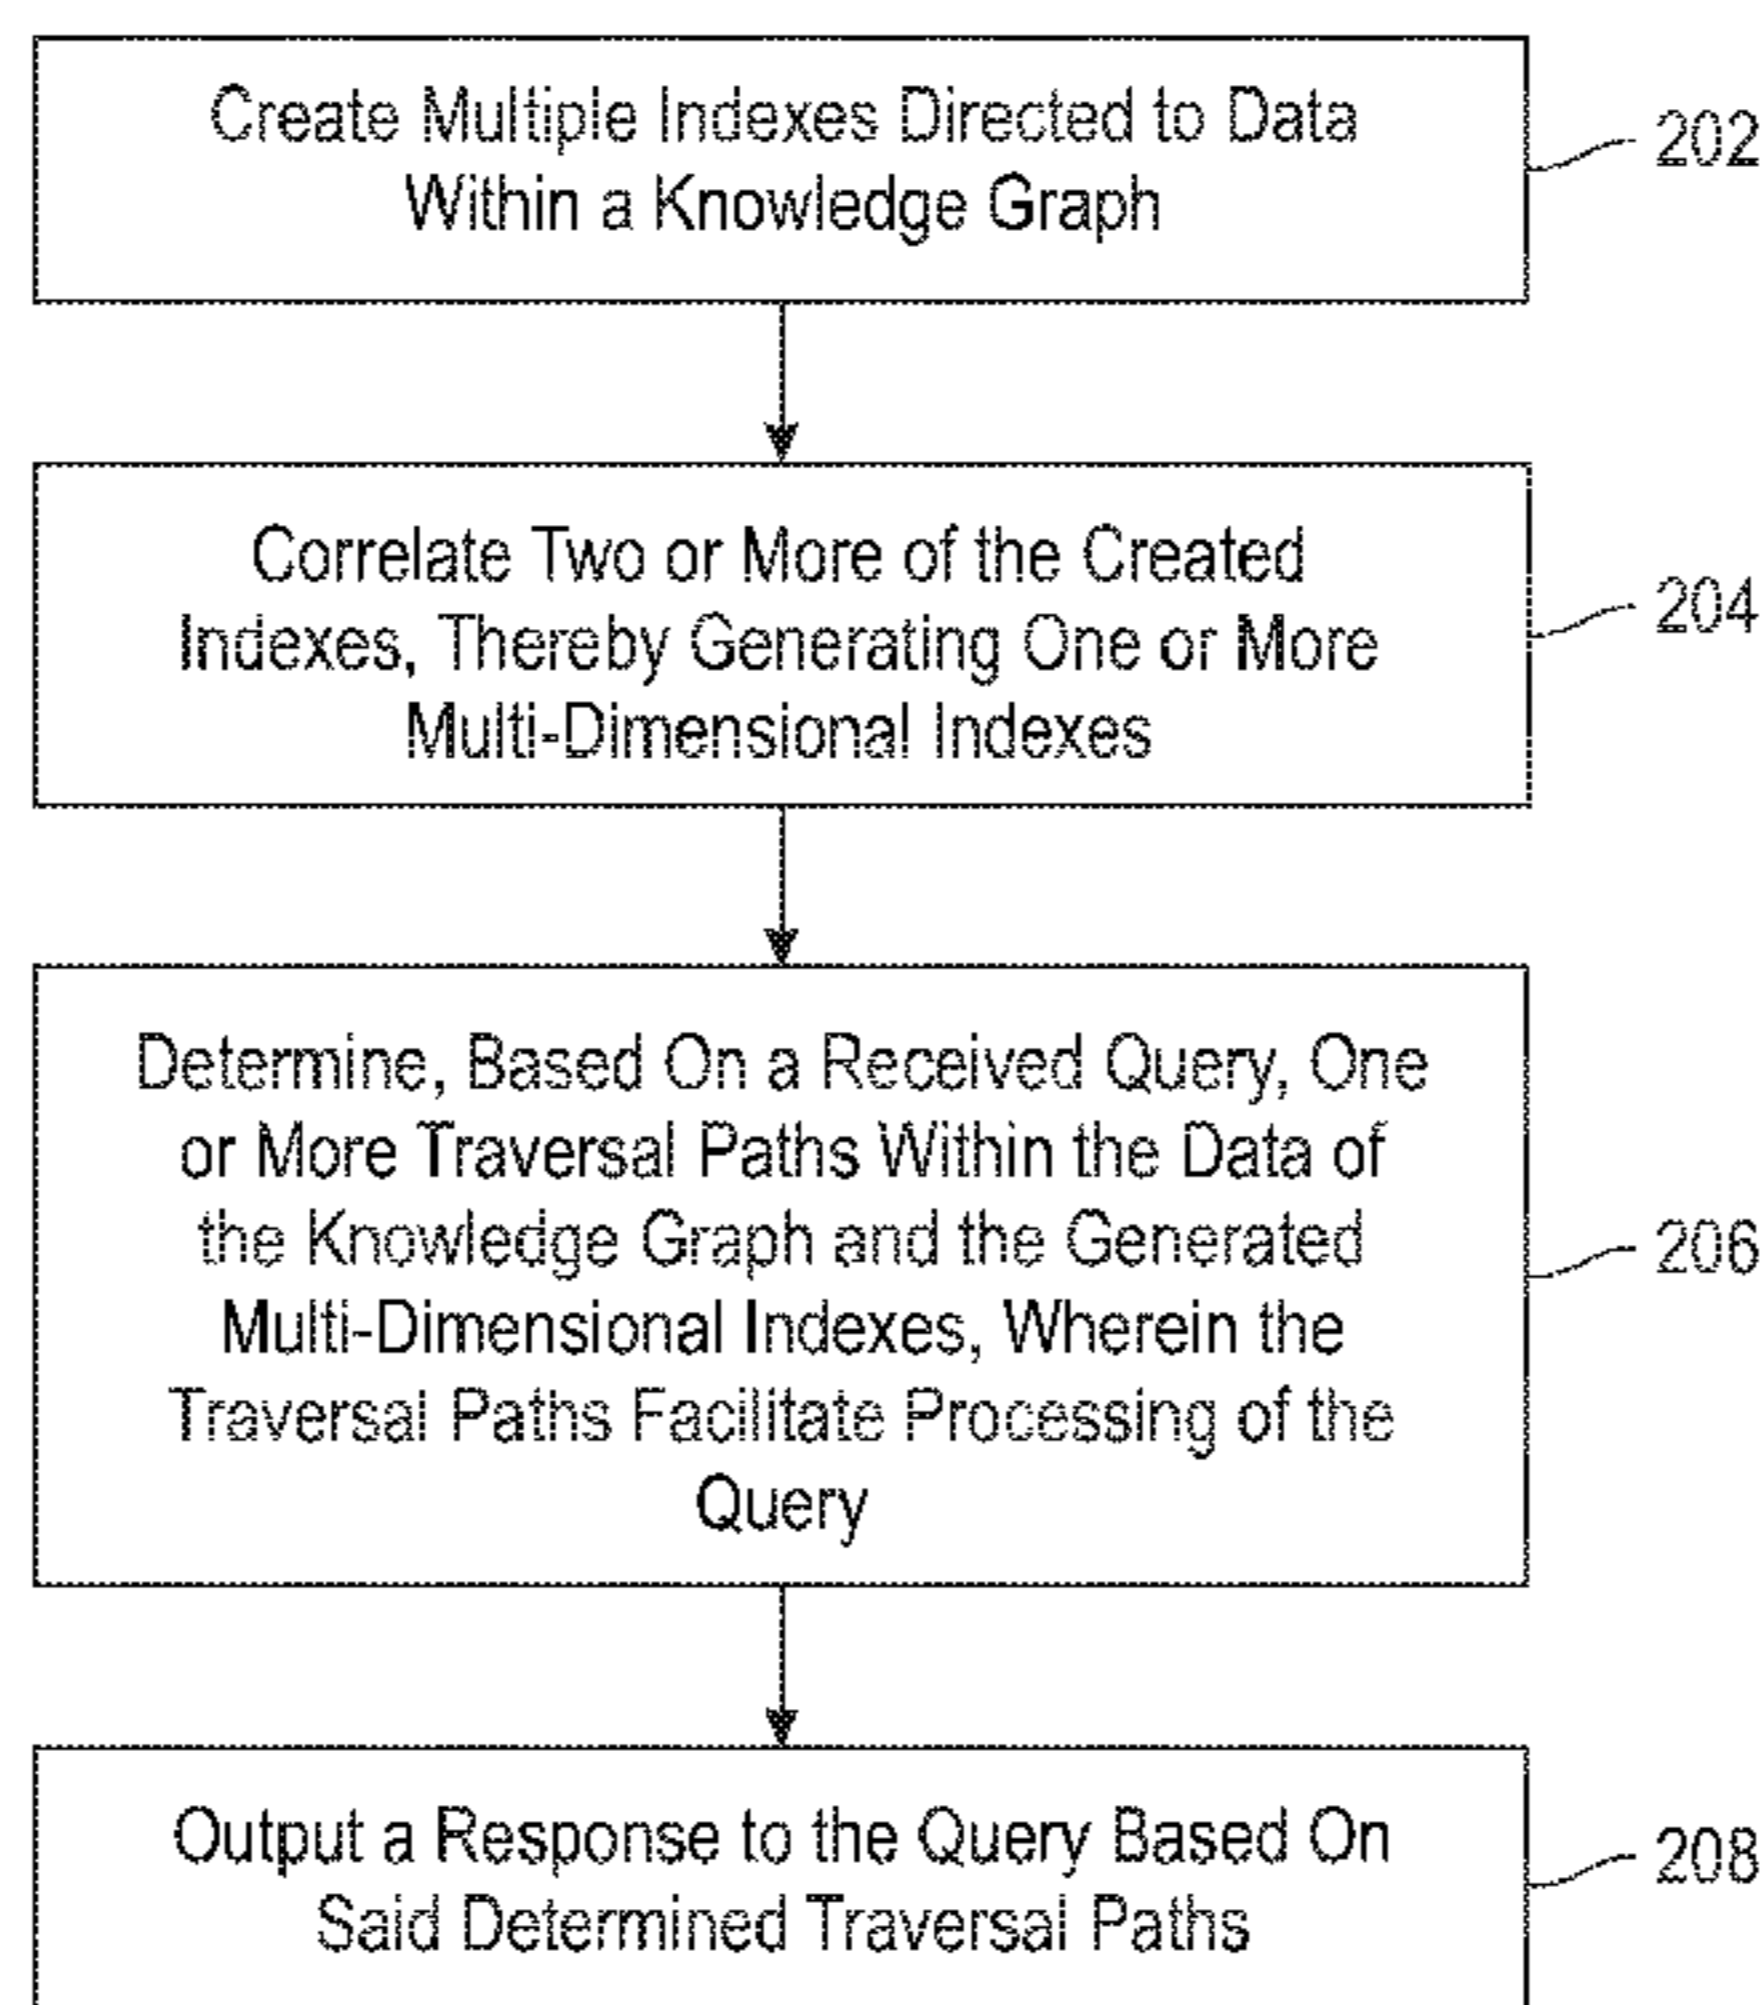 Create Multiple Indexes Directed to Data
Within a Knowledge Graph
202
Correlate Two or More of the Created
Indexes, Thereby Generating One or More
Multi-Dimensional Indexes
204
Determine, Based On a Received Query, One
or More Traversal Paths Within the Data of
the Knowledge Graph and the Generated
Multi-Dimensional Indexes, Wherein the
Traversal Paths Facilitate Processing of the
Query
206
Output a Response to the Query Based On
Said Determined Traversal Paths
208